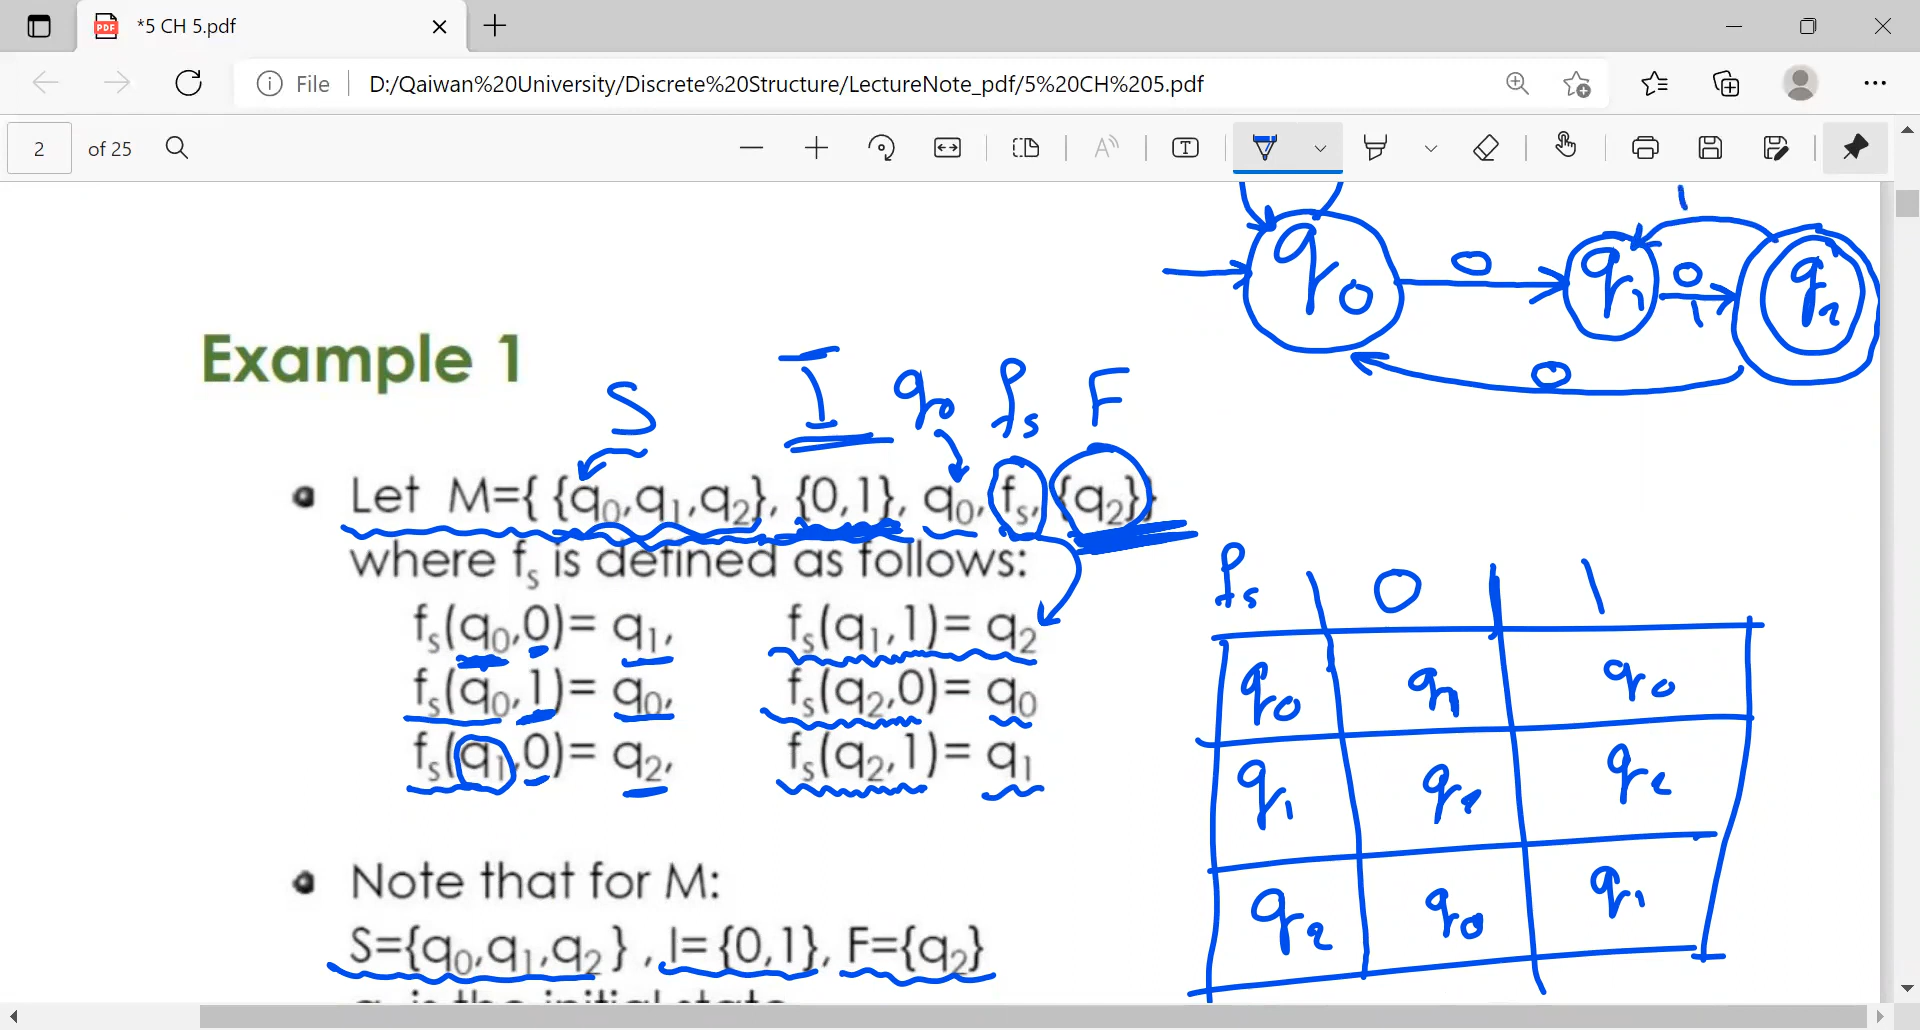 *5 CH 5.pdf
File D:/Qaiwan%20University/Discrete%20Structure/LectureNote_pdf/5%20CH%205.pdf
2 of 25
1
q0 0 q1 0 1 q2
0
Example 1
S I q0 fs F
Let M={ {q0,q1,q2}, {0,1}, q0, fs, {q2}}
where fs is defined as follows:
fs(q0,0)= q1, fs(q1,1)= q2
fs(q0,1)= q0, fs(q2,0)= q0
fs(q1,0)= q2, fs(q2,1)= q1
fs 0 1
q0 q1 q0
q1 q2 q2
q2 q0 q1
Note that for M:
S={q0,q1,q2} , I= {0,1}, F={q2}